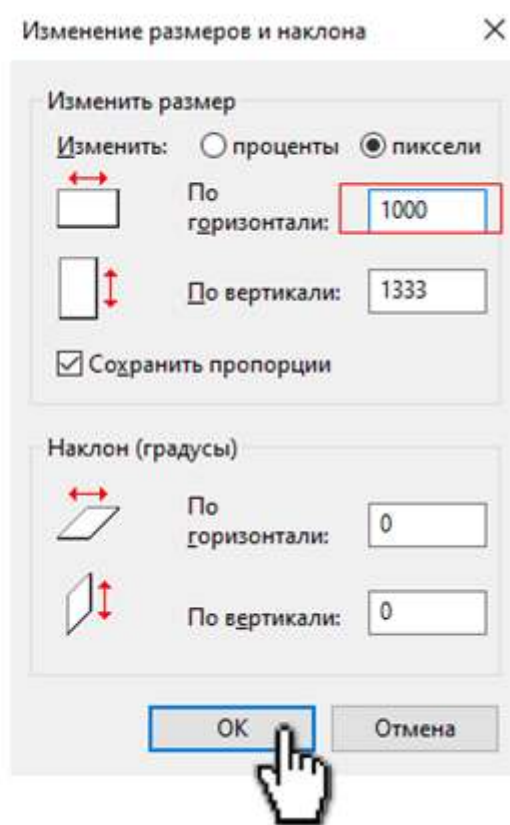 Изменение размеров и наклона
Изменить размер
Изменить: проценты пиксели
По
горизонтали: 1000
По вертикали: 1333
Сохранить пропорции
Наклон (градусы)
По
горизонтали: 0
По вертикали: 0
ОК Отмена